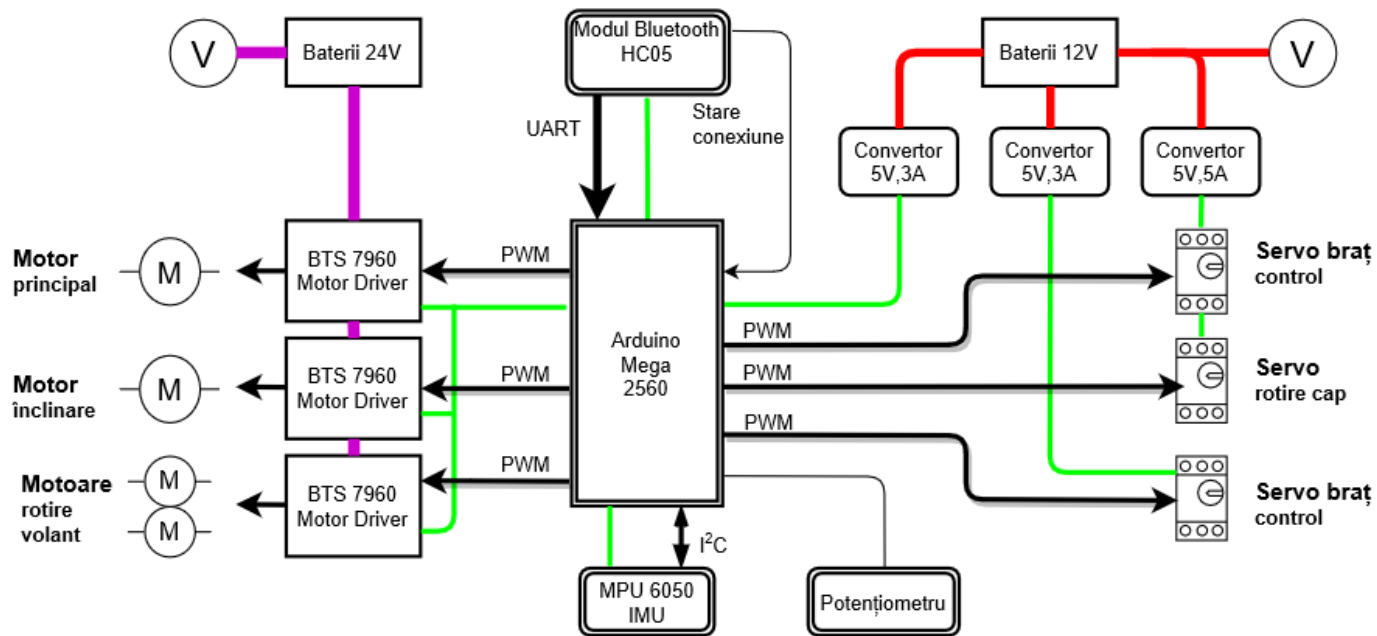 V
Baterii 24V
Modul Bluetooth
HC05
Baterii 12V
V
UART
Stare
conexiune
Convertor
5V,3A
Convertor
5V,3A
Convertor
5V,5A
Motor
principal
M
BTS 7960
Motor Driver
PWM
Servo braț
control
PWM
Arduino
Mega
2560
Motor
înclinare
M
BTS 7960
Motor Driver
PWM
PWM
Servo
rotire cap
PWM
Motoare
rotire
volant
M
M
BTS 7960
Motor Driver
PWM
Servo braț
control
I²C
MPU 6050
IMU
Potențiometru